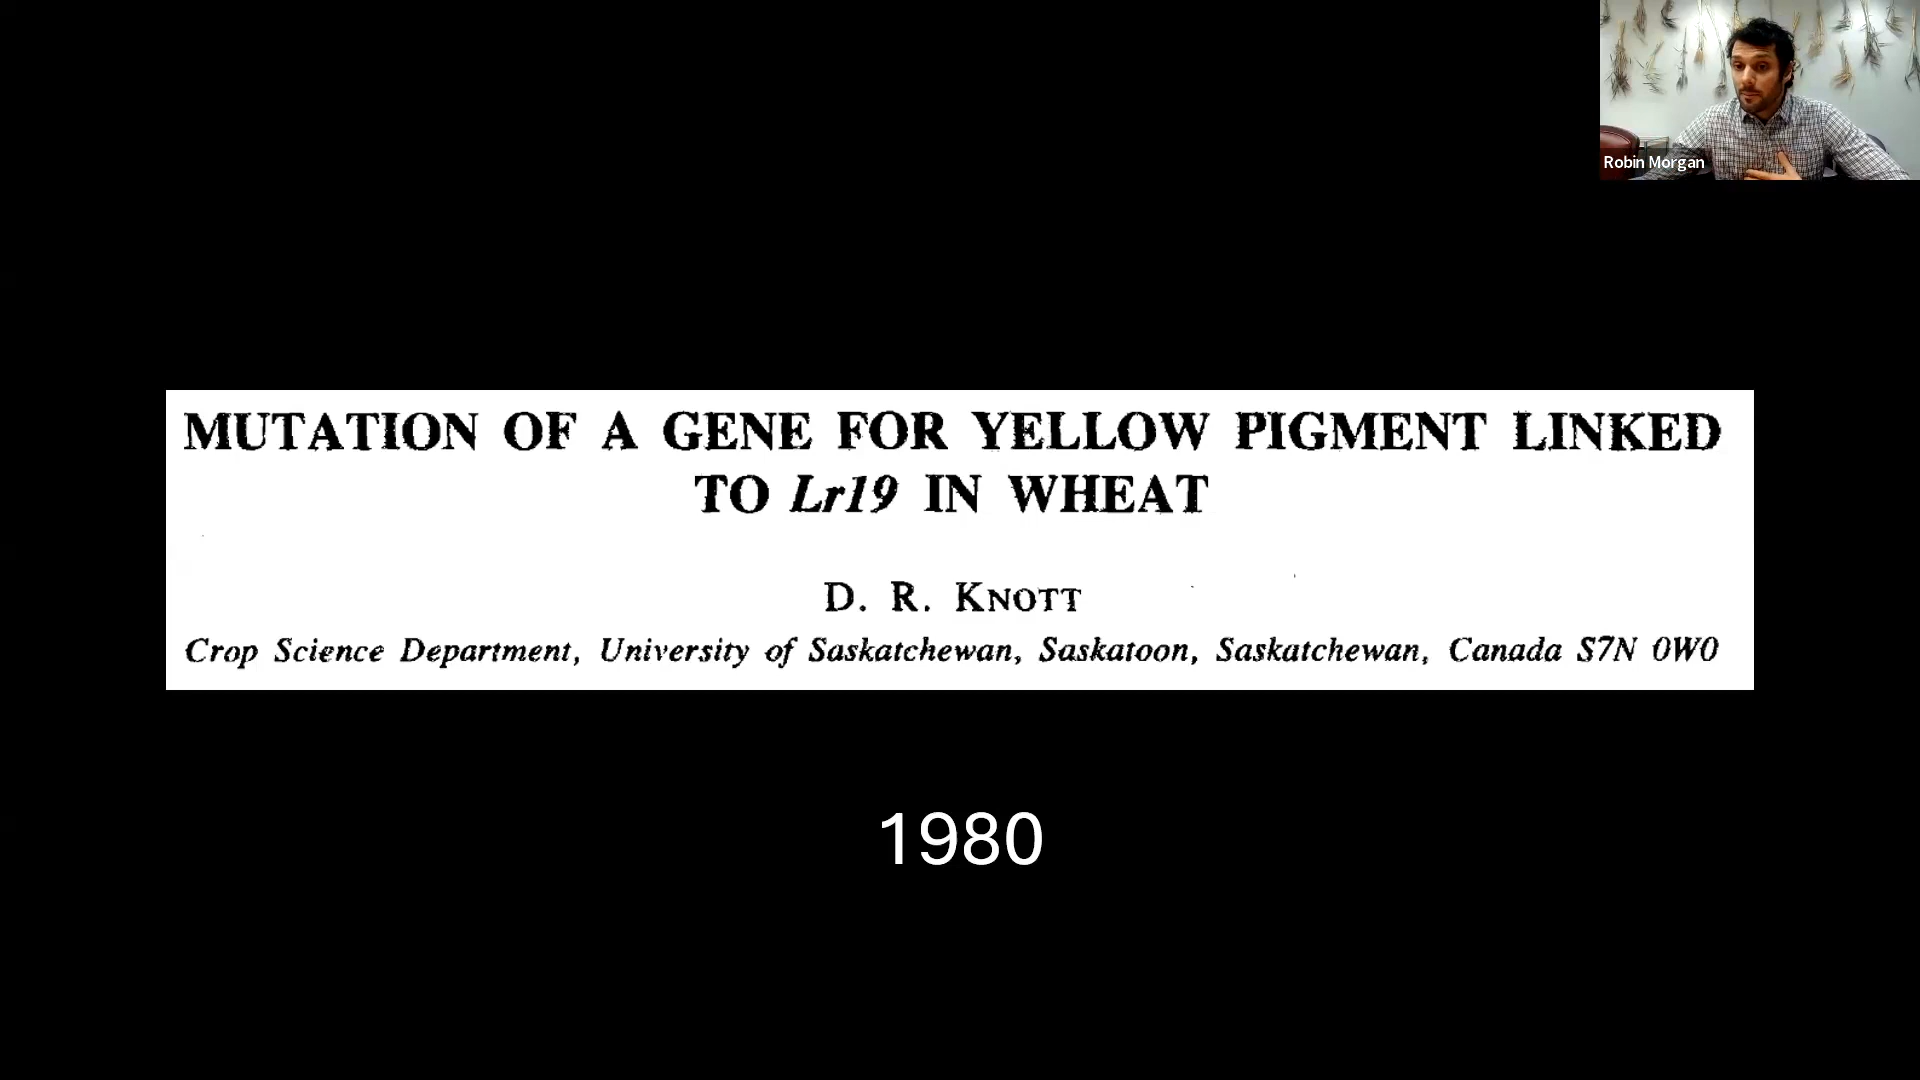 Robin Morgan
MUTATION OF A GENE FOR YELLOW PIGMENT LINKED
TO Lr19 IN WHEAT
D. R. KNOTT
Crop Science Department, University of Saskatchewan, Saskatoon, Saskatchewan, Canada S7N 0W0
1980